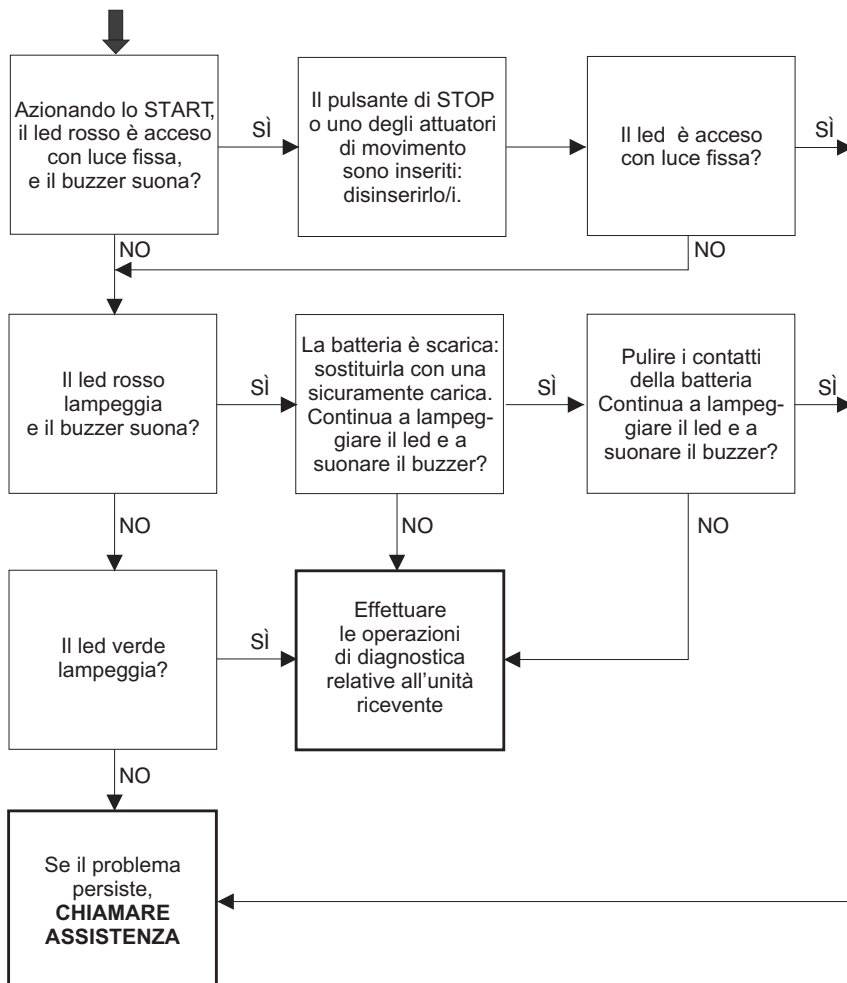 Azionando lo START,
il led rosso è acceso
con luce fissa,
e il buzzer suona?
SÌ
Il pulsante di STOP
o uno degli attuatori
di movimento
sono inseriti:
disinserirlo/i.
Il led è acceso
con luce fissa?
SÌ
NO
NO
Il led rosso
lampeggia
e il buzzer suona?
SÌ
La batteria è scarica:
sostituirla con una
sicuramente carica.
Continua a lampeg-
giare il led e a
suonare il buzzer?
SÌ
Pulire i contatti
della batteria
Continua a lampeg-
giare il led e a
suonare il buzzer?
SÌ
NO
NO
NO
Il led verde
lampeggia?
SÌ
Effettuare
le operazioni
di diagnostica
relative all’unità
ricevente
NO
Se il problema
persiste,
CHIAMARE
ASSISTENZA